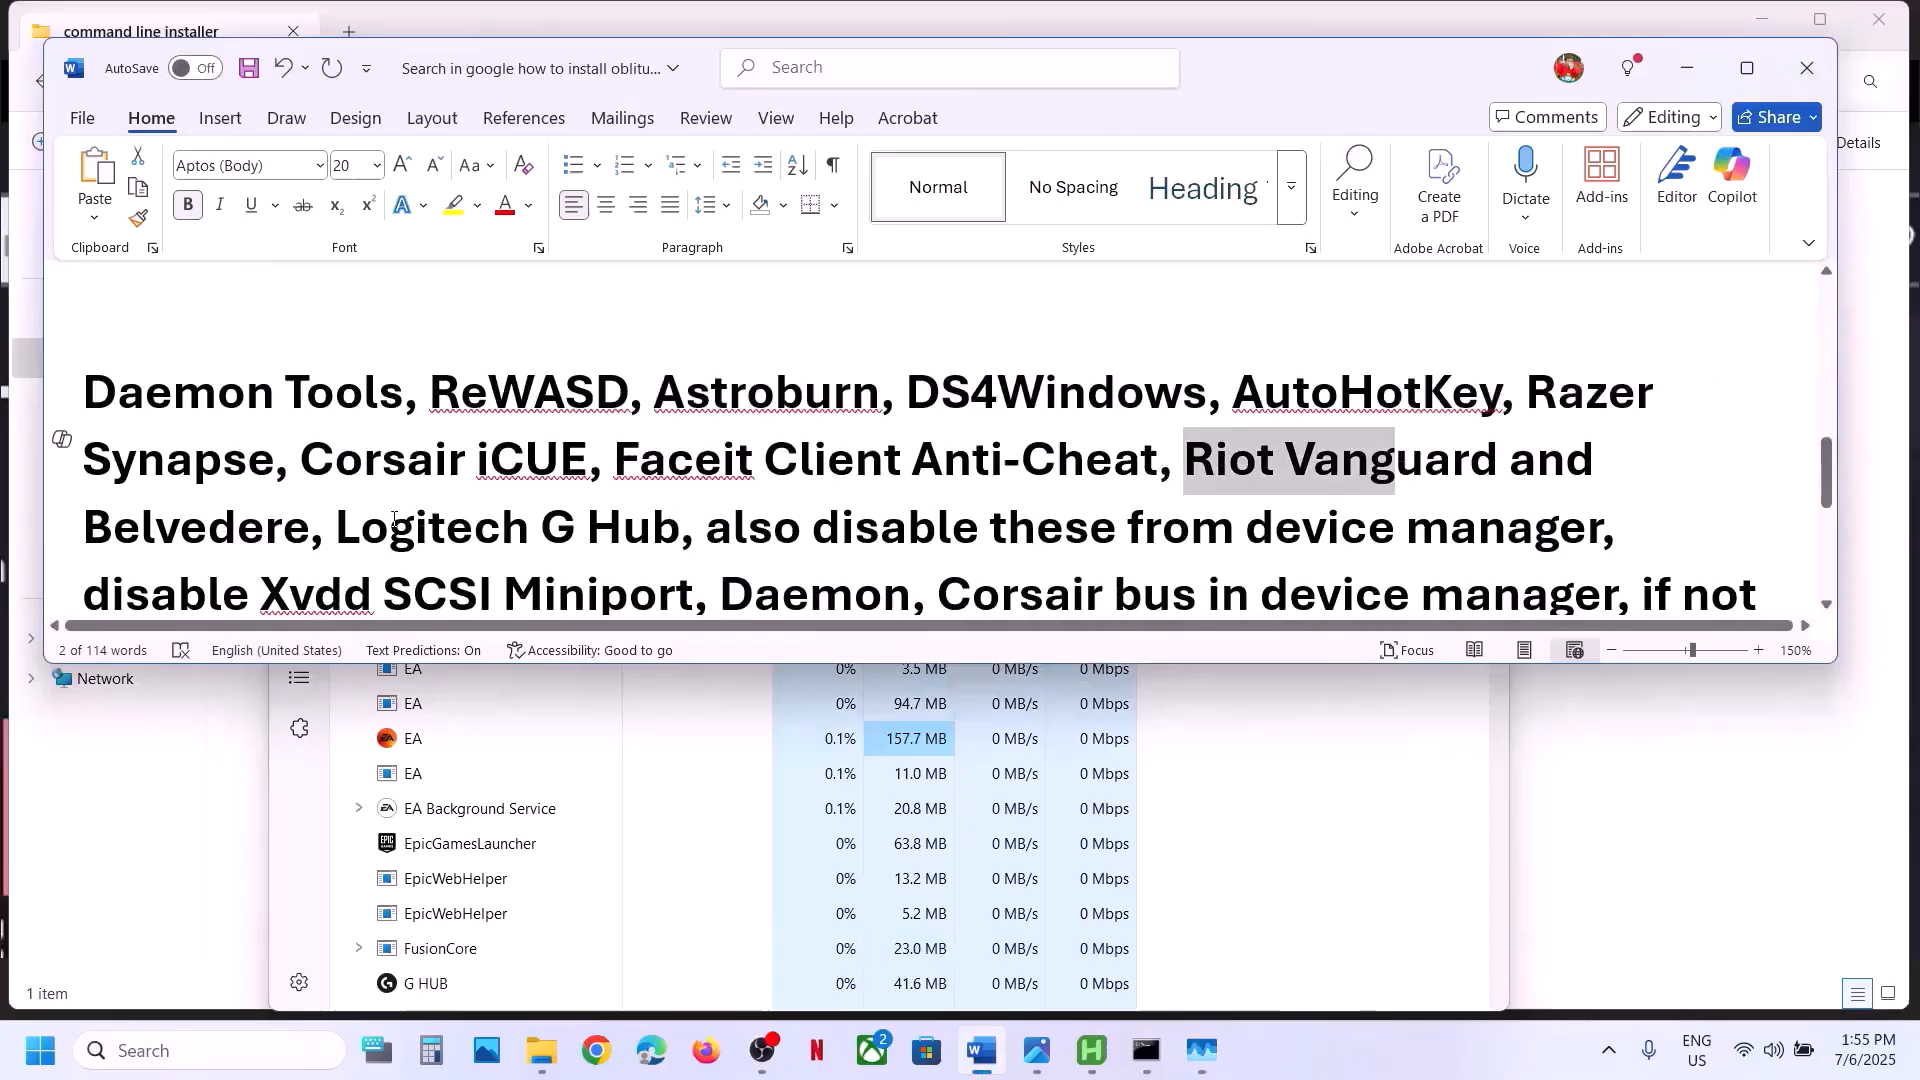 command line installer
AutoSave Off Search in google how to install oblitu... Search
File Home Insert Draw Design Layout References Mailings Review View Help Acrobat Comments Editing Share
Details
Paste
Aptos (Body) 20 Aa
Normal No Spacing Heading
Editing Create a PDF Dictate Add-ins Editor Copilot
Clipboard Font Paragraph Styles Adobe Acrobat Voice Add-ins
Daemon Tools, ReWASD, Astroburn, DS4Windows, AutoHotKey, Razer
Synapse, Corsair iCUE, Faceit Client Anti-Cheat, Riot Vanguard and
Belvedere, Logitech G Hub, also disable these from device manager,
disable Xvdd SCSI Miniport, Daemon, Corsair bus in device manager, if not
2 of 114 words English (United States) Text Predictions: On Accessibility: Good to go Focus 150%
Network
EA 0% 3.5 MB 0 MB/s 0 Mbps
EA 0% 94.7 MB 0 MB/s 0 Mbps
EA 0.1% 157.7 MB 0 MB/s 0 Mbps
EA 0.1% 11.0 MB 0 MB/s 0 Mbps
EA Background Service 0.1% 20.8 MB 0 MB/s 0 Mbps
EpicGamesLauncher 0% 63.8 MB 0 MB/s 0 Mbps
EpicWebHelper 0% 13.2 MB 0 MB/s 0 Mbps
EpicWebHelper 0% 5.2 MB 0 MB/s 0 Mbps
FusionCore 0% 23.0 MB 0 MB/s 0 Mbps
G HUB 0% 41.6 MB 0 MB/s 0 Mbps
1 item
Search
2
ENG
US
1:55 PM
7/6/2025